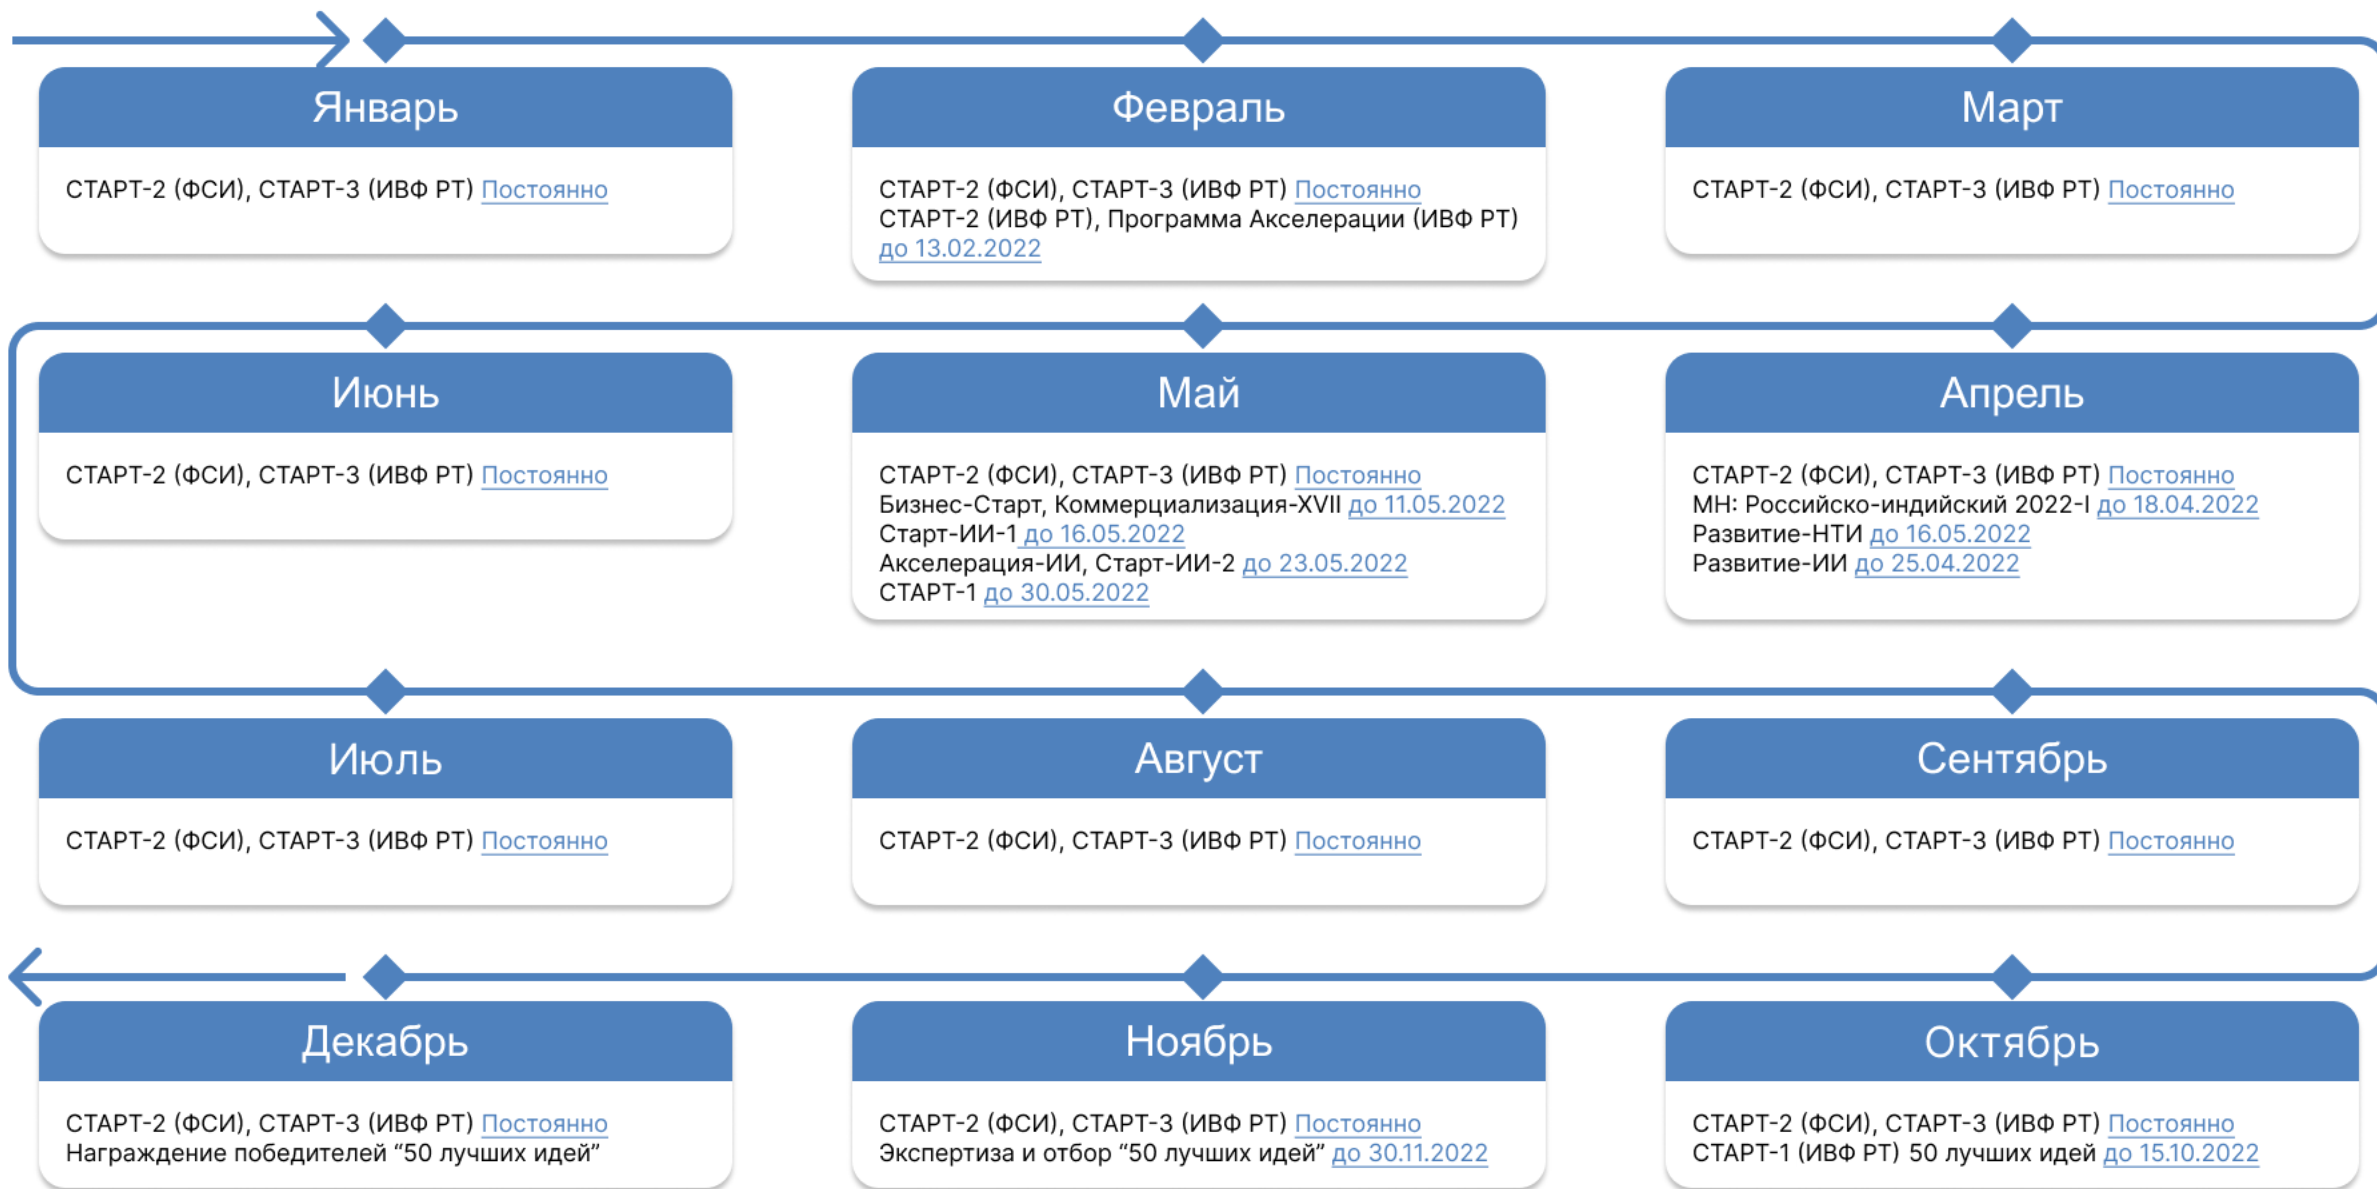 Январь
СТАРТ-2 (ФСИ), СТАРТ-3 (ИВФ РТ) Постоянно
Февраль
СТАРТ-2 (ФСИ), СТАРТ-3 (ИВФ РТ) Постоянно
СТАРТ-2 (ИВФ РТ), Программа Акселерации (ИВФ РТ)
до 13.02.2022
Март
СТАРТ-2 (ФСИ), СТАРТ-3 (ИВФ РТ) Постоянно
Апрель
СТАРТ-2 (ФСИ), СТАРТ-3 (ИВФ РТ) Постоянно
МН: Российско-индийский 2022-I до 18.04.2022
Развитие-НТИ до 16.05.2022
Развитие-ИИ до 25.04.2022
Май
СТАРТ-2 (ФСИ), СТАРТ-3 (ИВФ РТ) Постоянно
Бизнес-Старт, Коммерциализация-XVII до 11.05.2022
Старт-ИИ-1 до 16.05.2022
Акселерация-ИИ, Старт-ИИ-2 до 23.05.2022
СТАРТ-1 до 30.05.2022
Июнь
СТАРТ-2 (ФСИ), СТАРТ-3 (ИВФ РТ) Постоянно
Июль
СТАРТ-2 (ФСИ), СТАРТ-3 (ИВФ РТ) Постоянно
Август
СТАРТ-2 (ФСИ), СТАРТ-3 (ИВФ РТ) Постоянно
Сентябрь
СТАРТ-2 (ФСИ), СТАРТ-3 (ИВФ РТ) Постоянно
Октябрь
СТАРТ-2 (ФСИ), СТАРТ-3 (ИВФ РТ) Постоянно
СТАРТ-1 (ИВФ РТ) 50 лучших идей до 15.10.2022
Ноябрь
СТАРТ-2 (ФСИ), СТАРТ-3 (ИВФ РТ) Постоянно
Экспертиза и отбор “50 лучших идей” до 30.11.2022
Декабрь
СТАРТ-2 (ФСИ), СТАРТ-3 (ИВФ РТ) Постоянно
Награждение победителей “50 лучших идей”